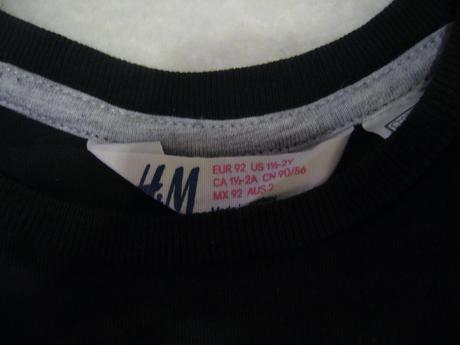 H.M
EUR 92 US 1½-2Y
CA 1½-2A CN 90/56
MX 92 AUS 2